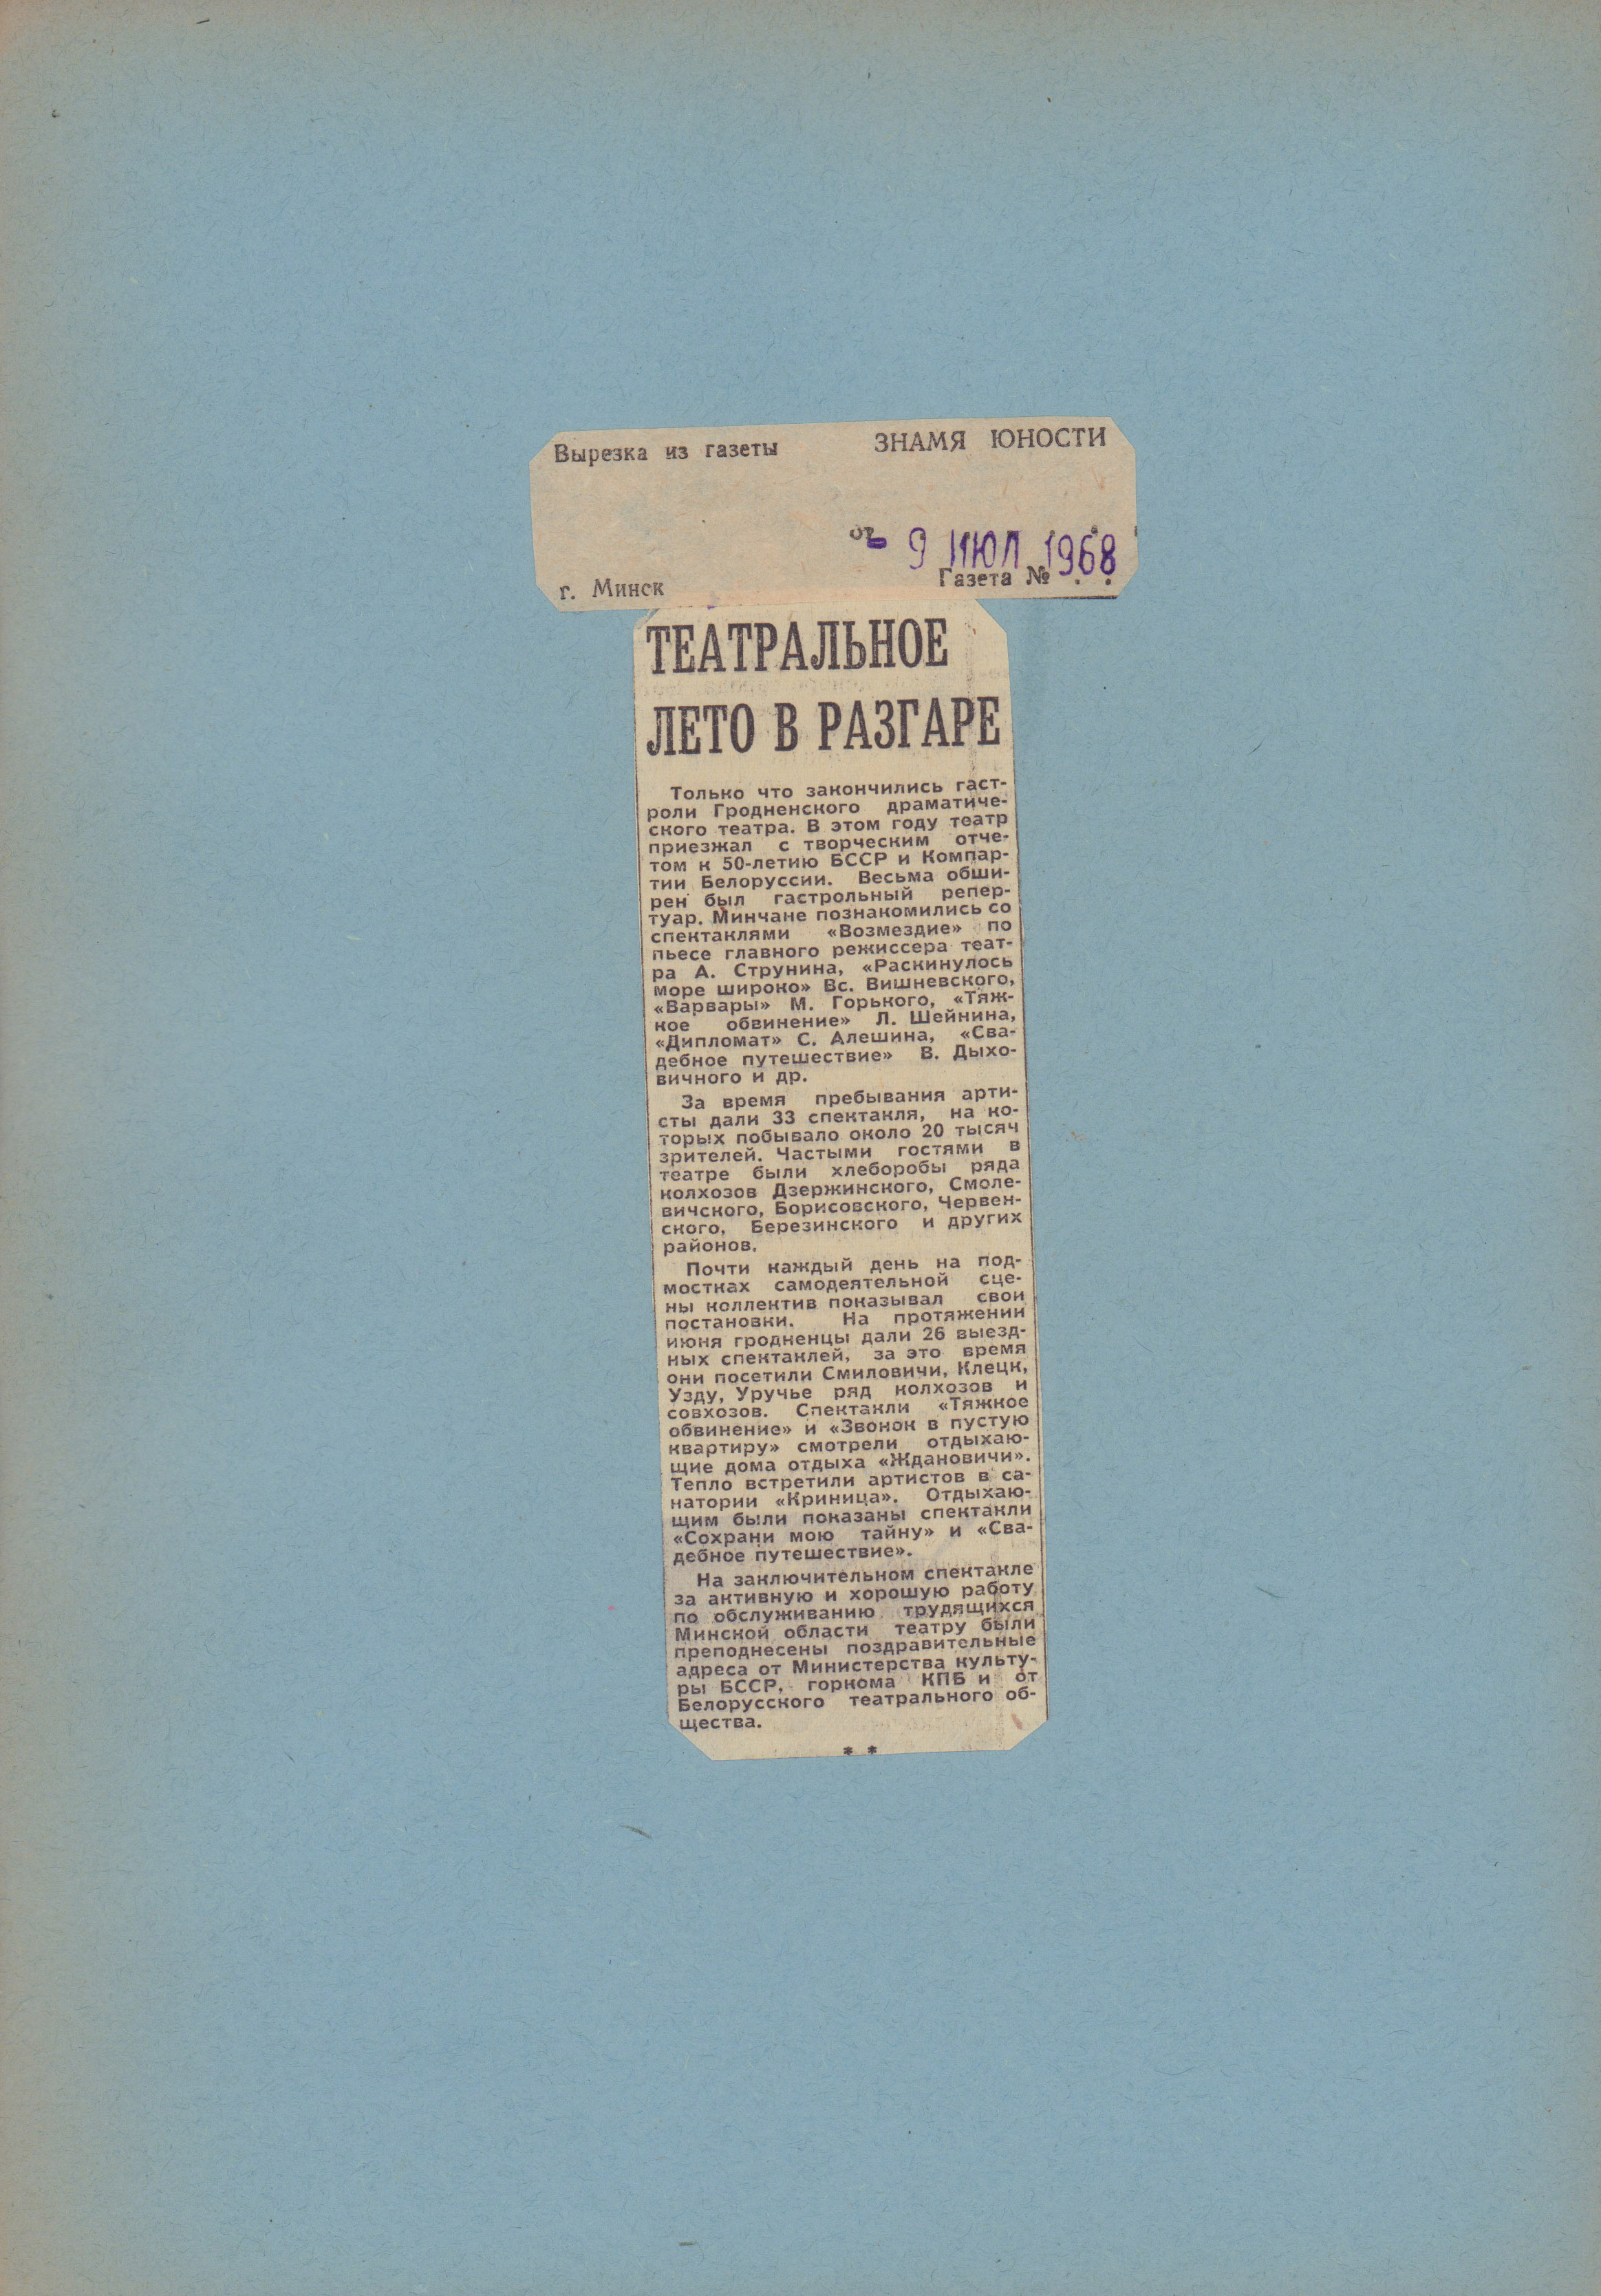 Вырезка из газеты ЗНАМЯ ЮНОСТИ
от - 9 ИЮЛ 1968
г. Минск Газета № . .
ТЕАТРАЛЬНОЕ
ЛЕТО В РАЗГАРЕ
Только что закончились гаст-
роли Гродненского драматиче-
ского театра. В этом году театр
приезжал с творческим отче-
том к 50-летию БССР и Компар-
тии Белоруссии. Весьма обши-
рен был гастрольный репер-
туар. Минчане познакомились со
спектаклями «Возмездие» по
пьесе главного режиссера теат-
ра А. Струнина, «Раскинулось
море широко» Вс. Вишневского,
«Варвары» М. Горького, «Тяж-
кое обвинение» Л. Шейнина,
«Дипломат» С. Алешина, «Сва-
дебное путешествие» В. Дыхо-
вичного и др.
За время пребывания арти-
сты дали 33 спектакля, на ко-
торых побывало около 20 тысяч
зрителей. Частыми гостями в
театре были хлеборобы ряда
колхозов Дзержинского, Смоле-
вичского, Борисовского, Червен-
ского, Березинского и других
районов.
Почти каждый день на под-
мостках самодеятельной сце-
ны коллектив показывал свои
постановки. На протяжении
июня гродненцы дали 26 выезд-
ных спектаклей, за это время
они посетили Смиловичи, Клецк,
Узду, Уручье ряд колхозов и
совхозов. Спектакли «Тяжкое
обвинение» и «Звонок в пустую
квартиру» смотрели отдыхаю-
щие дома отдыха «Ждановичи».
Тепло встретили артистов в са-
натории «Криница». Отдыхаю-
щим были показаны спектакли
«Сохрани мою тайну» и «Сва-
дебное путешествие».
На заключительном спектакле
за активную и хорошую работу
по обслуживанию трудящихся
Минской области театру были
преподнесены поздравительные
адреса от Министерства культу-
ры БССР, горкома КПБ и от
Белорусского театрального об-
щества.
* *